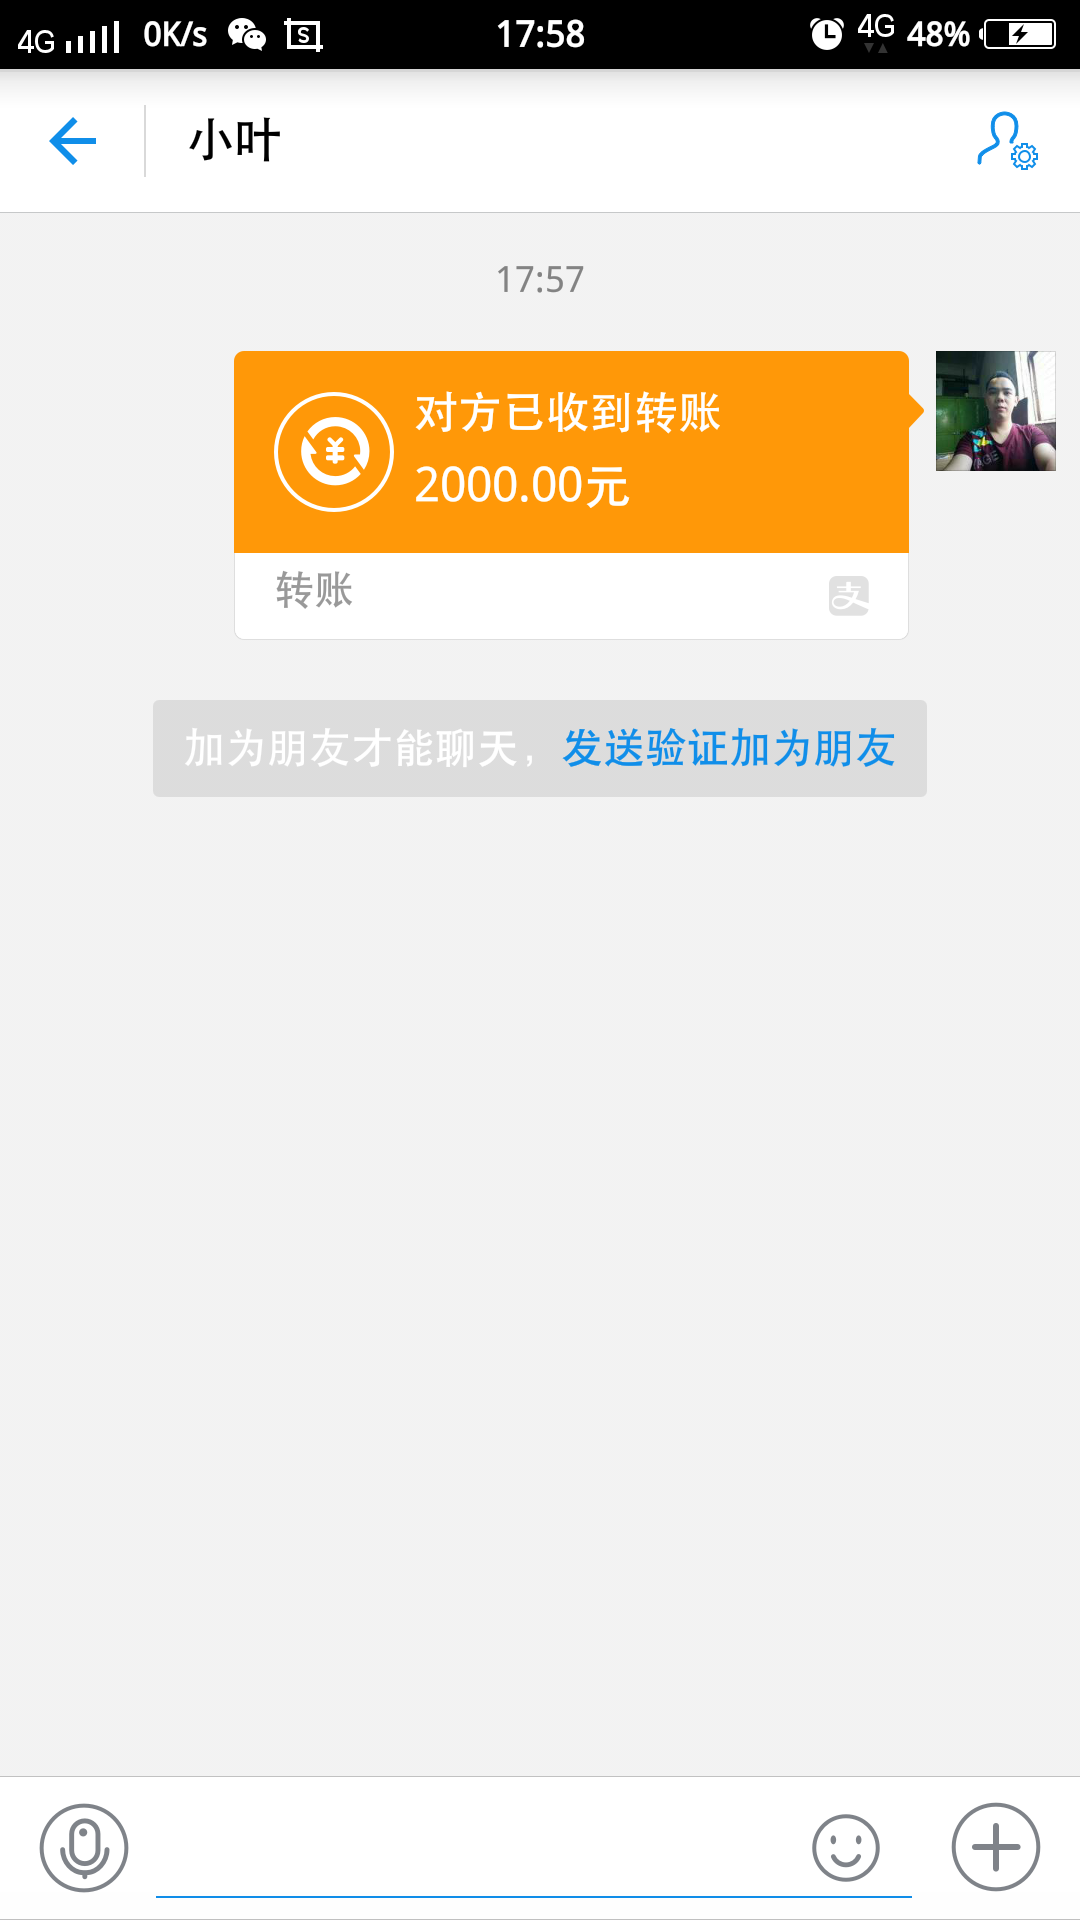 4G 0K/s 17:58 4G 48%
小叶
17:57
对方已收到转账
2000.00元
转账
支
加为朋友才能聊天，发送验证加为朋友